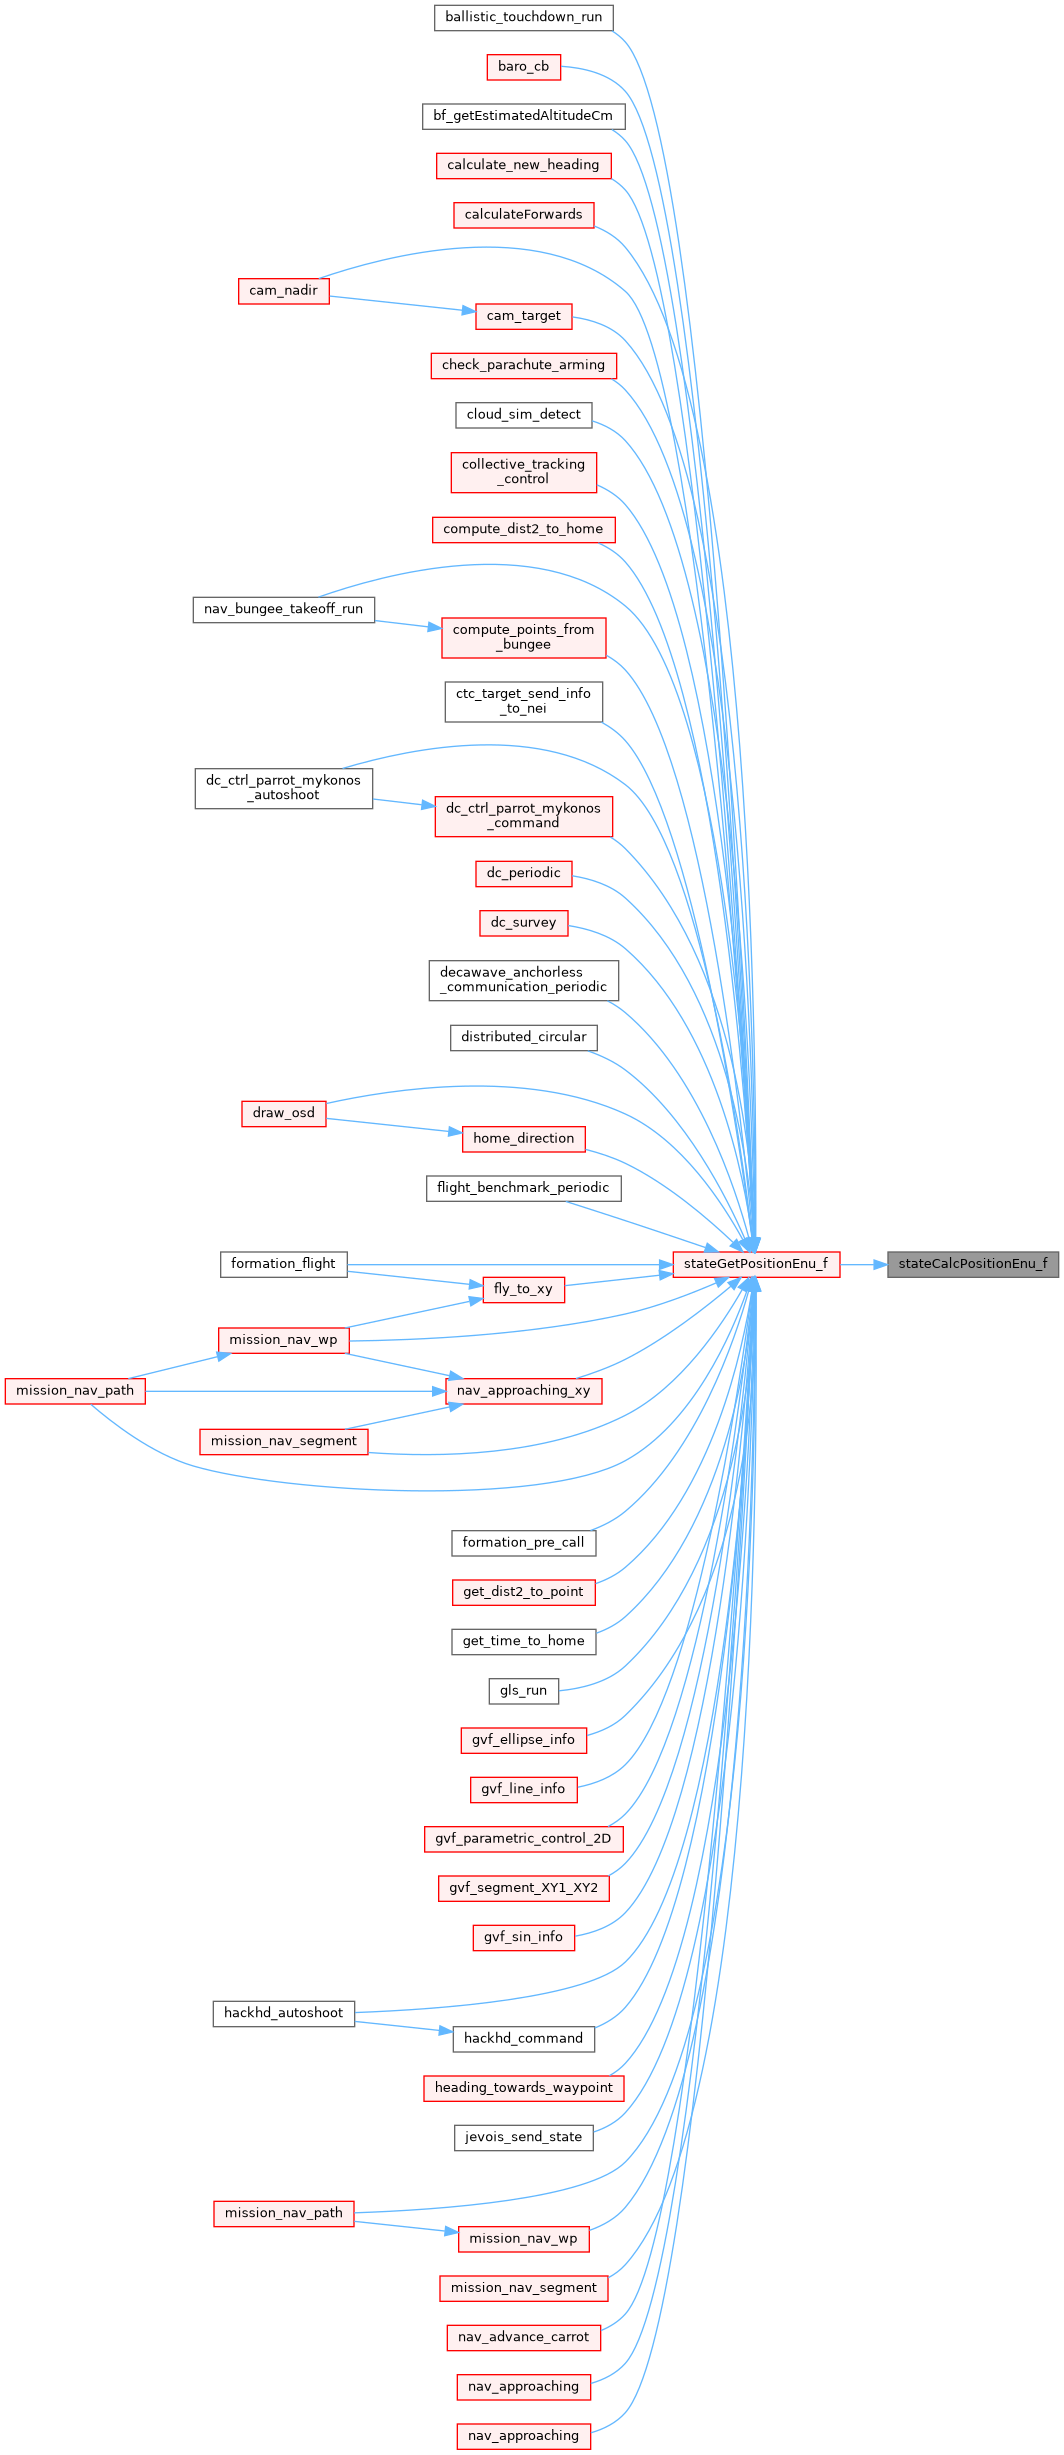 ballistic_touchdown_run
baro_cb
bf_getEstimatedAltitudeCm
calculate_new_heading
calculateForwards
cam_nadir
cam_target
check_parachute_arming
cloud_sim_detect
collective_tracking
_control
compute_dist2_to_home
nav_bungee_takeoff_run
compute_points_from
_bungee
ctc_target_send_info
_to_nei
dc_ctrl_parrot_mykonos
_autoshoot
dc_ctrl_parrot_mykonos
_command
dc_periodic
dc_survey
decawave_anchorless
_communication_periodic
distributed_circular
draw_osd
home_direction
flight_benchmark_periodic
formation_flight
stateGetPositionEnu_f
stateCalcPositionEnu_f
fly_to_xy
mission_nav_wp
mission_nav_path
nav_approaching_xy
mission_nav_segment
formation_pre_call
get_dist2_to_point
get_time_to_home
gls_run
gvf_ellipse_info
gvf_line_info
gvf_parametric_control_2D
gvf_segment_XY1_XY2
gvf_sin_info
hackhd_autoshoot
hackhd_command
heading_towards_waypoint
jevois_send_state
mission_nav_path
mission_nav_wp
mission_nav_segment
nav_advance_carrot
nav_approaching
nav_approaching